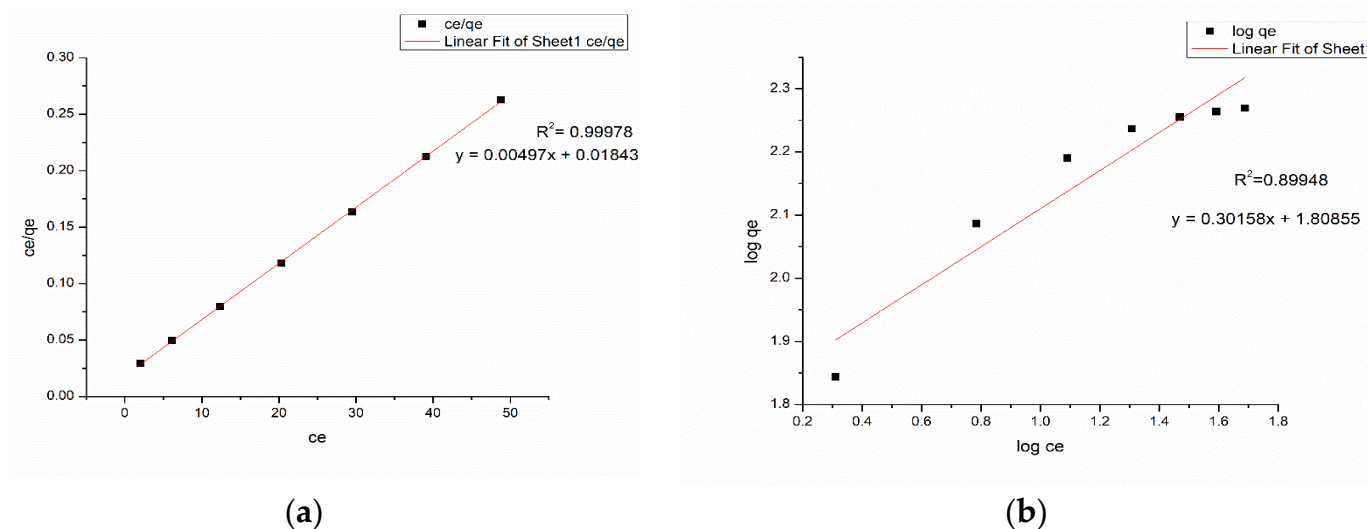 ce/qe
Linear Fit of Sheet1 ce/qe
0.30
0.25
0.20
0.15
0.10
0.05
0.00
ce/qe
R²= 0.99978
y = 0.00497x + 0.01843
0 10 20 30 40 50
ce
(a)
log qe
Linear Fit of Sheet1
2.3
2.2
2.1
2.0
1.9
1.8
log qe
R²=0.89948
y = 0.30158x + 1.80855
0.2 0.4 0.6 0.8 1.0 1.2 1.4 1.6 1.8
log ce
(b)